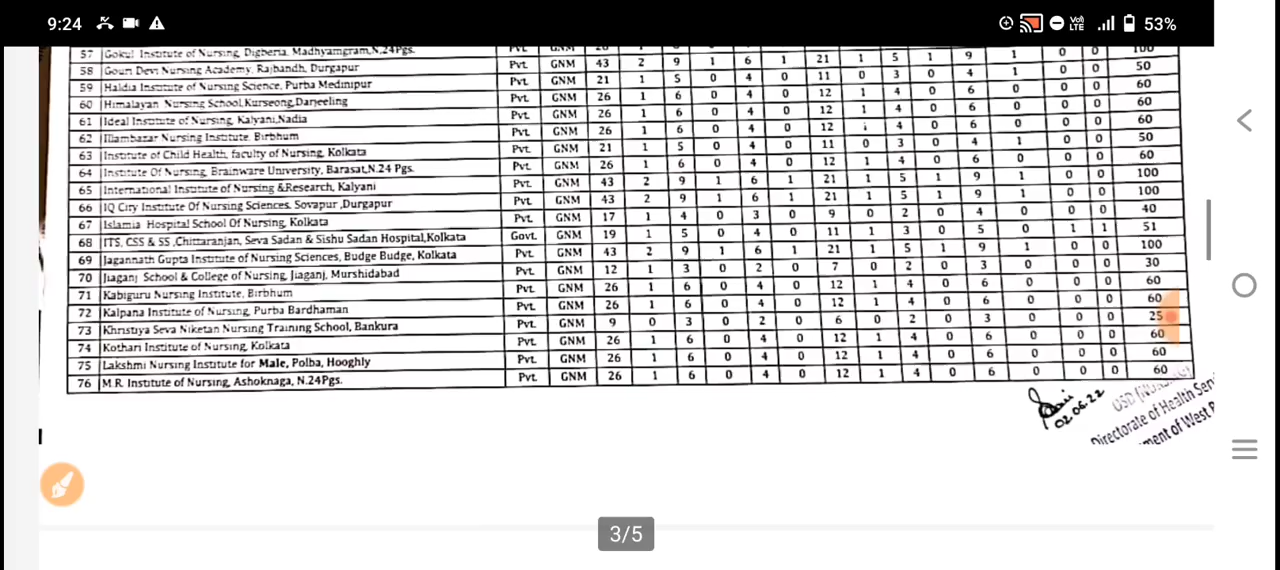 9:24 VoD LTE 53%
57 Gokul Institute of Nursing, Digberia, Madhyamgram,N.24Pgs. Pvt. GNM
58 Gouri Devi Nursing Academy, Rajbandh, Durgapur Pvt. GNM 43 2 9 1 6 1 21 1 5 1 9 1 0 0 100
59 Haldia Institute of Nursing Science, Purba Medinipur Pvt. GNM 21 1 5 0 4 0 11 0 3 0 4 1 0 0 50
60 Himalayan Nursing School,Kurseong,Darjeeling Pvt. GNM 26 1 6 0 4 0 12 1 4 0 6 0 0 0 60
61 Ideal Institute of Nursing, Kalyani,Nadia Pvt. GNM 26 1 6 0 4 0 12 1 4 0 6 0 0 0 60
62 Illambazar Nursing Institute, Birbhum Pvt. GNM 26 1 6 0 4 0 12 1 4 0 6 0 0 0 60
63 Institute of Child Health, faculty of Nursing, Kolkata Pvt. GNM 21 1 5 0 4 0 11 0 3 0 4 1 0 0 50
64 Institute Of Nursing, Brainware University, Barasat,N.24 Pgs. Pvt. GNM 26 1 6 0 4 0 12 1 4 0 6 0 0 0 60
65 International Institute of Nursing &Research, Kalyani Pvt. GNM 43 2 9 1 6 1 21 1 5 1 9 1 0 0 100
66 IQ City Institute Of Nursing Sciences, Sovapur ,Durgapur Pvt. GNM 43 2 9 1 6 1 21 1 5 1 9 1 0 0 100
67 Islamia Hospital School Of Nursing, Kolkata Pvt. GNM 17 1 4 0 3 0 9 0 2 0 4 0 0 0 40
68 ITS, CSS & SS ,Chittaranjan, Seva Sadan & Sishu Sadan Hospital,Kolkata Govt. GNM 19 1 5 0 4 0 11 1 3 0 5 0 1 1 51
69 Jagannath Gupta Institute of Nursing Sciences, Budge Budge, Kolkata Pvt. GNM 43 2 9 1 6 1 21 1 5 1 9 1 0 0 100
70 Jiaganj School & College of Nursing, Jiaganj, Murshidabad Pvt. GNM 12 1 3 0 2 0 7 0 2 0 3 0 0 0 30
71 Kabiguru Nursing Institute, Birbhum Pvt. GNM 26 1 6 0 4 0 12 1 4 0 6 0 0 0 60
72 Kalpana Institute of Nursing, Purba Bardhaman Pvt. GNM 26 1 6 0 4 0 12 1 4 0 6 0 0 0 60
73 Khristiya Seva Niketan Nursing Training School, Bankura Pvt. GNM 9 0 3 0 2 0 6 0 2 0 3 0 0 0 25
74 Kothari Institute of Nursing, Kolkata Pvt. GNM 26 1 6 0 4 0 12 1 4 0 6 0 0 0 60
75 Lakshmi Nursing Institute for Male, Polba, Hooghly Pvt. GNM 26 1 6 0 4 0 12 1 4 0 6 0 0 0 60
76 M.R. Institute of Nursing, Ashoknaga, N.24Pgs. Pvt. GNM 26 1 6 0 4 0 12 1 4 0 6 0 0 0 60
02.06.22
Directorate of Health Ser
ment of West B
3/5